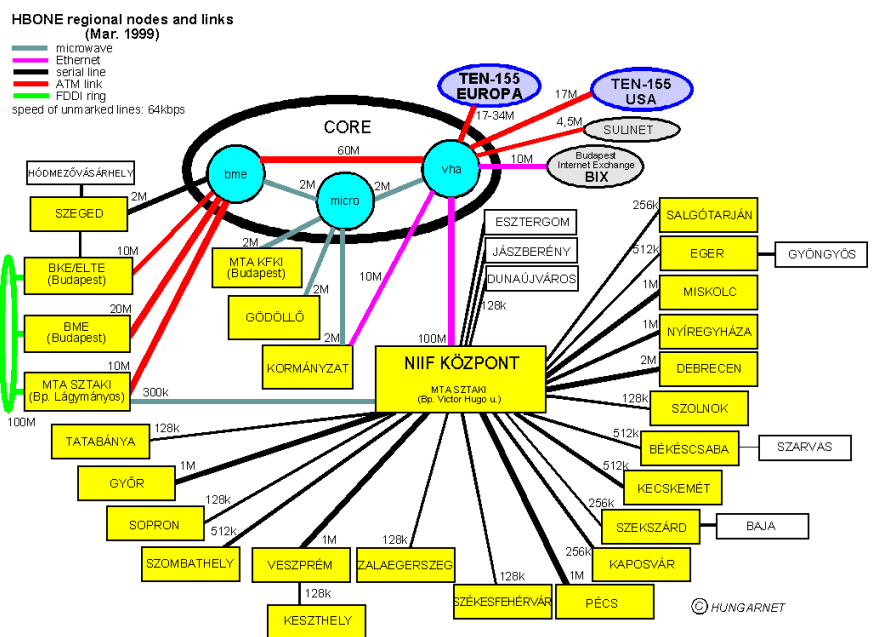 HBONE regional nodes and links
(Mar. 1999)
microwave
Ethernet
serial line
ATM link
FDDI ring
speed of unmarked lines: 64kbps
TEN-155
EUROPA
TEN-155
USA
17M
17-34M
4,5M
SULINET
CORE
60M
10M
Budapest
Internet Exchange
BIX
bme
vha
2M
2M
micro
HÓDMEZŐVÁSÁRHELY
2M
SZEGED
ESZTERGOM
256k
SALGÓTARJÁN
2M
MTA KFKI
(Budapest)
JÁSZBERÉNY
512k
EGER
GYÖNGYÖS
10M
BKE/ELTE
(Budapest)
10M
DUNAÚJVÁROS
2M
1M
MISKOLC
128k
20M
GÖDÖLLŐ
BME
(Budapest)
2M
100M
1M
NYÍREGYHÁZA
KORMÁNYZAT
NIIF KÖZPONT
MTA SZTAKI
(Bp. Victor Hugo u.)
2M
DEBRECEN
10M
MTA SZTAKI
(Bp. Lágymányos)
300k
100M
128k
SZOLNOK
TATABÁNYA
128k
512k
BÉKÉSCSABA
SZARVAS
GYŐR
1M
512k
KECSKEMÉT
SOPRON
128k
256k
SZEKSZÁRD
BAJA
SZOMBATHELY
512k
VESZPRÉM
1M
ZALAEGERSZEG
128k
256k
KAPOSVÁR
128k
KESZTHELY
128k
SZÉKESFEHÉRVÁR
1M
PÉCS
© HUNGARNET